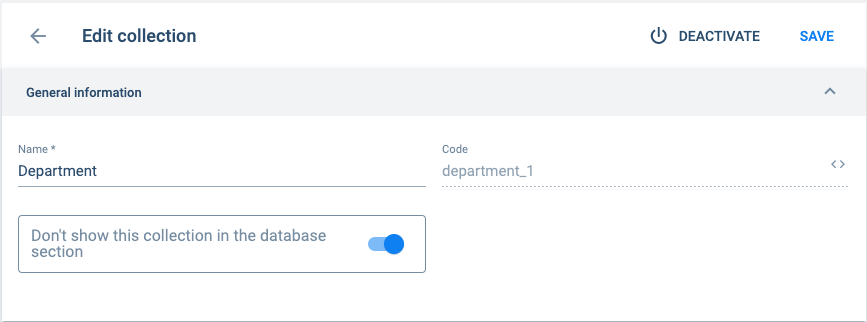 Edit collection
DEACTIVATE
SAVE
General information
Name *
Code
Department
department_1
Don't show this collection in the database
section